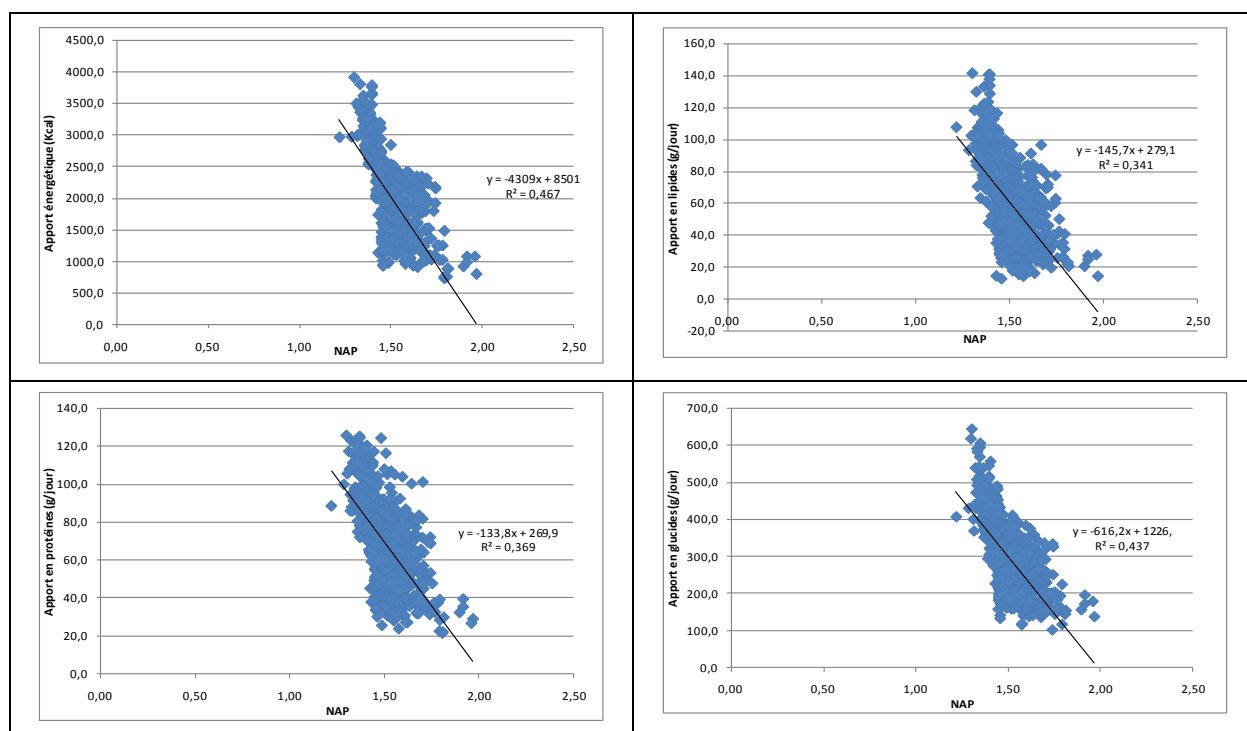 4500,0
4000,0
3500,0
3000,0
2500,0
2000,0
1500,0
1000,0
500,0
0,0
Apport énergétique (Kcal)
y = -4309x + 8501
R² = 0,467
0,00 0,50 1,00 1,50 2,00 2,50
NAP
160,0
140,0
120,0
100,0
80,0
60,0
40,0
20,0
0,0
-20,0
Apport en lipides (g/jour)
y = -145,7x + 279,1
R² = 0,341
0,00 0,50 1,00 1,50 2,00 2,50
NAP
140,0
120,0
100,0
80,0
60,0
40,0
20,0
0,0
Apport en protéines (g/jour)
y = -133,8x + 269,9
R² = 0,369
0,00 0,50 1,00 1,50 2,00 2,50
NAP
700,0
600,0
500,0
400,0
300,0
200,0
100,0
0,0
Apport en glucides (g/jour)
y = -616,2x + 1226,
R² = 0,437
0,00 0,50 1,00 1,50 2,00 2,50
NAP